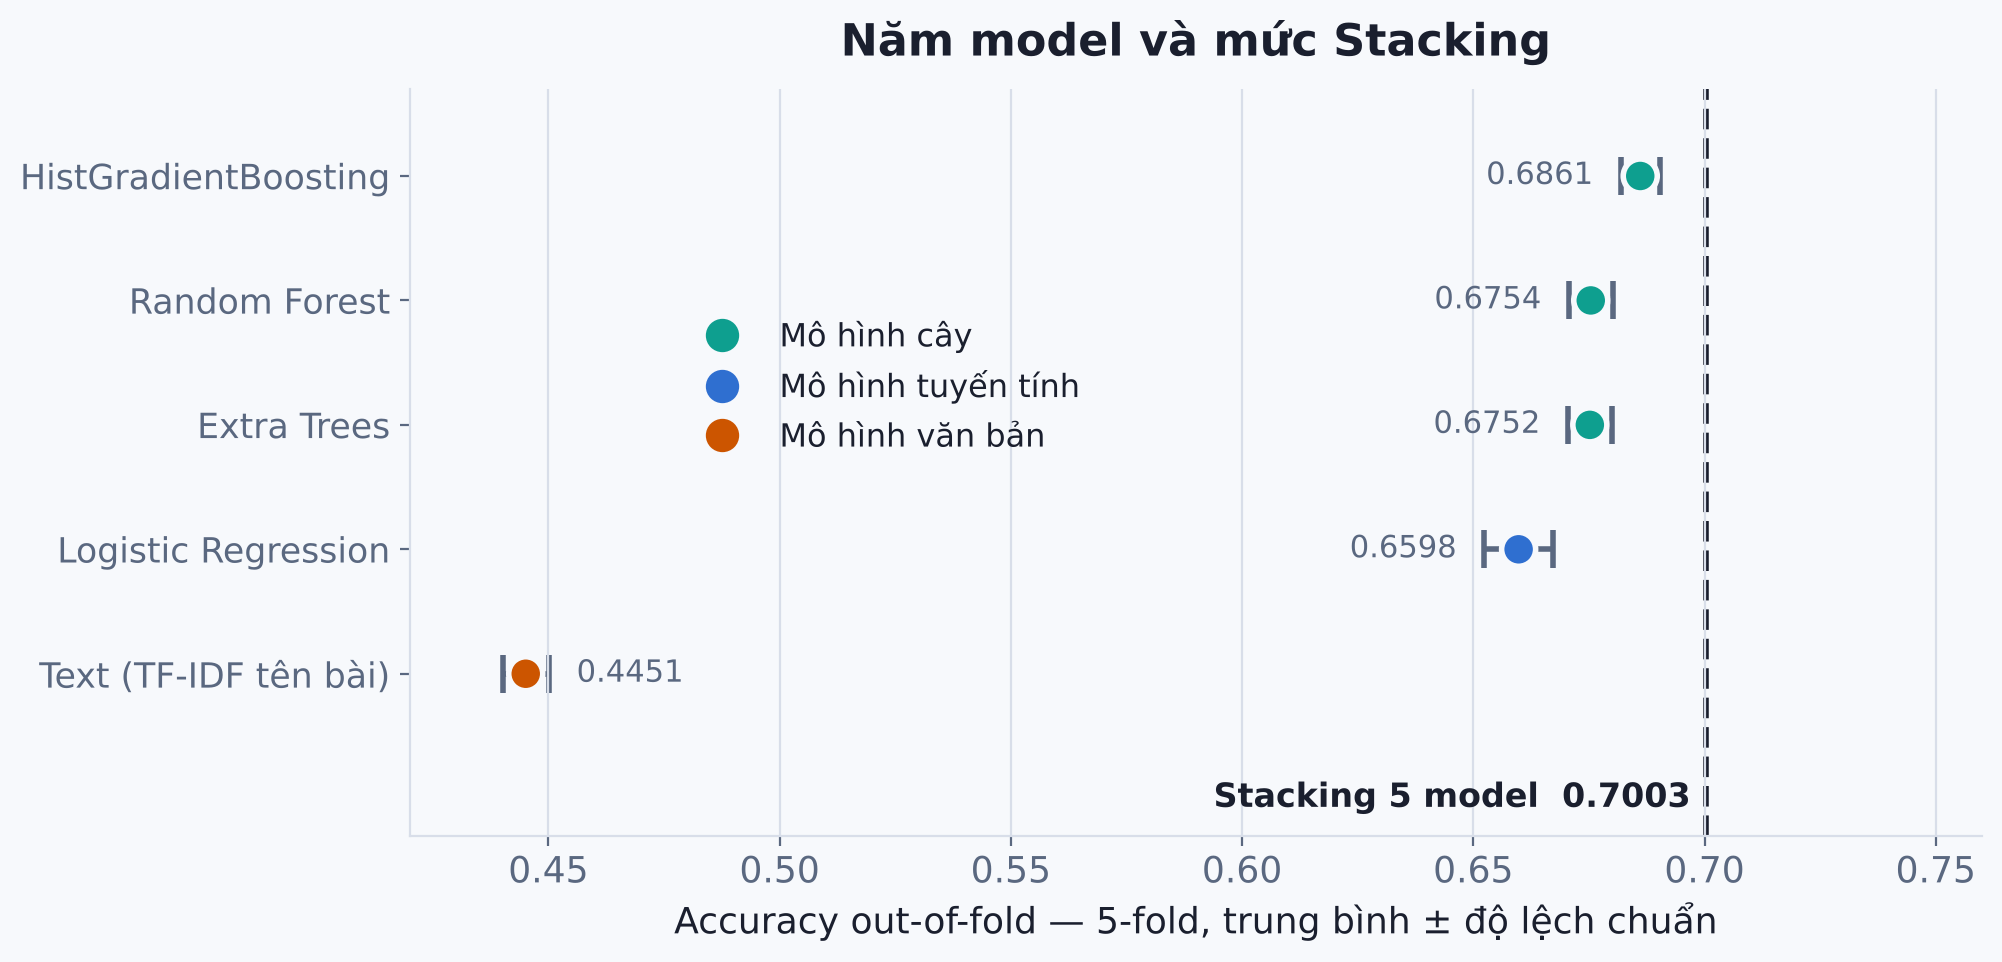 Năm model và mức Stacking
HistGradientBoosting
0.6861
Random Forest
0.6754
Mô hình cây
Mô hình tuyến tính
Mô hình văn bản
Extra Trees
0.6752
Logistic Regression
0.6598
Text (TF-IDF tên bài)
0.4451
Stacking 5 model 0.7003
0.45 0.50 0.55 0.60 0.65 0.70 0.75
Accuracy out-of-fold — 5-fold, trung bình ± độ lệch chuẩn